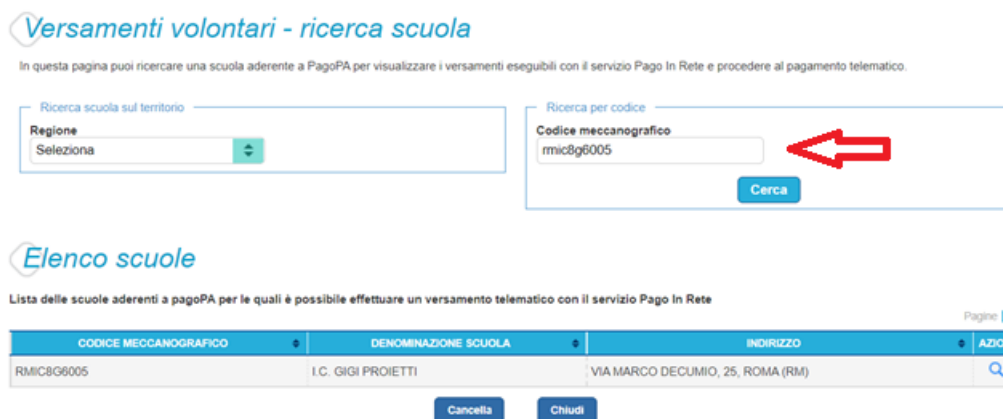 Versamenti volontari - ricerca scuola
In questa pagina puoi ricercare una scuola aderente a PagoPA per visualizzare i versamenti eseguibili con il servizio Pago In Rete e procedere al pagamento telematico.
Ricerca scuola sul territorio
Regione
Seleziona
Ricerca per codice
Codice meccanografico
rmic8g6005
Cerca
Elenco scuole
Lista delle scuole aderenti a pagoPA per le quali è possibile effettuare un versamento telematico con il servizio Pago In Rete
Pagine
CODICE MECCANOGRAFICO DENOMINAZIONE SCUOLA INDIRIZZO AZIO
RMIC8G6005 I.C. GIGI PROIETTI VIA MARCO DECUMIO, 25, ROMA (RM)
Cancella Chiudi